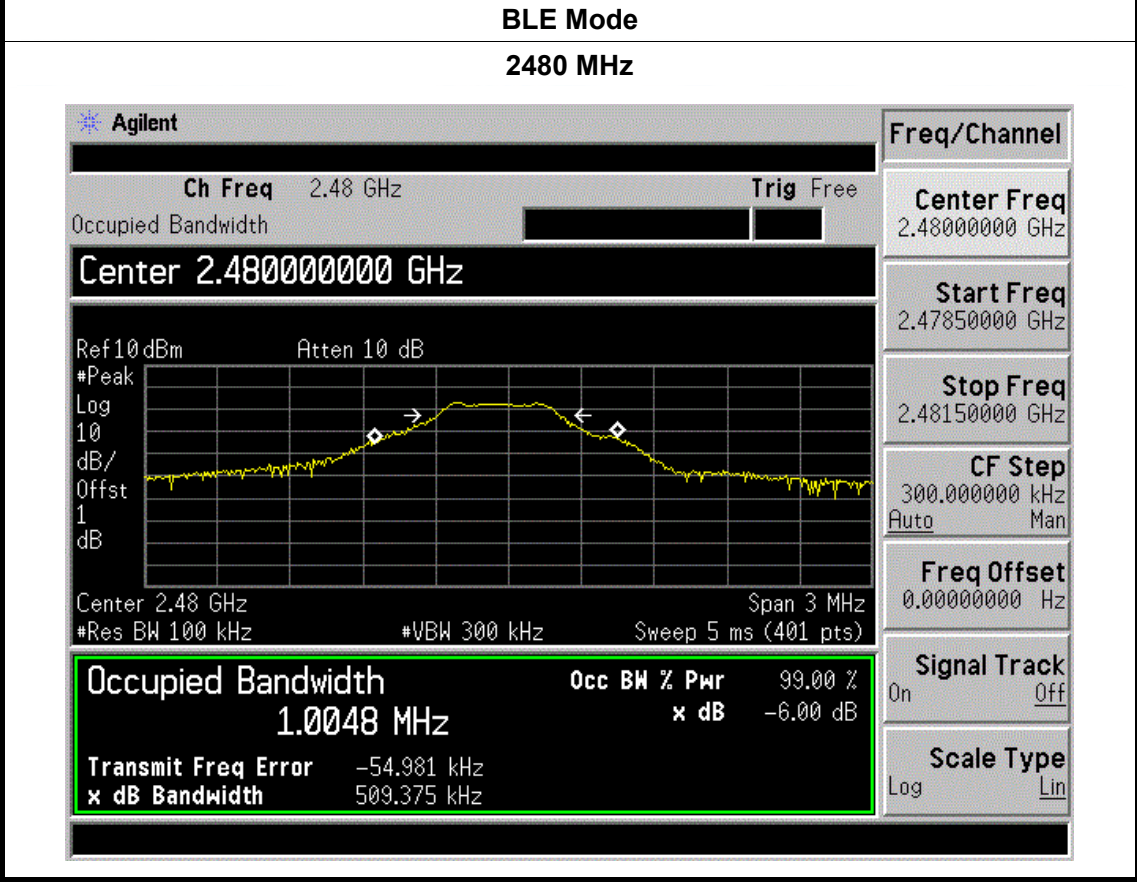 BLE Mode
2480 MHz
Agilent
Freq/Channel
Ch Freq 2.48 GHz Trig Free
Occupied Bandwidth
Center 2.480000000 GHz
Ref 10 dBm Atten 10 dB
#Peak
Log
10
dB/
Offst
1
dB
Center 2.48 GHz Span 3 MHz
#Res BW 100 kHz #VBW 300 kHz Sweep 5 ms (401 pts)
Occupied Bandwidth
1.0048 MHz
Occ BW % Pwr 99.00 %
x dB -6.00 dB
Transmit Freq Error -54.981 kHz
x dB Bandwidth 509.375 kHz
Center Freq
2.48000000 GHz
Start Freq
2.47850000 GHz
Stop Freq
2.48150000 GHz
CF Step
300.000000 kHz
Auto Man
Freq Offset
0.00000000 Hz
Signal Track
On Off
Scale Type
Log Lin